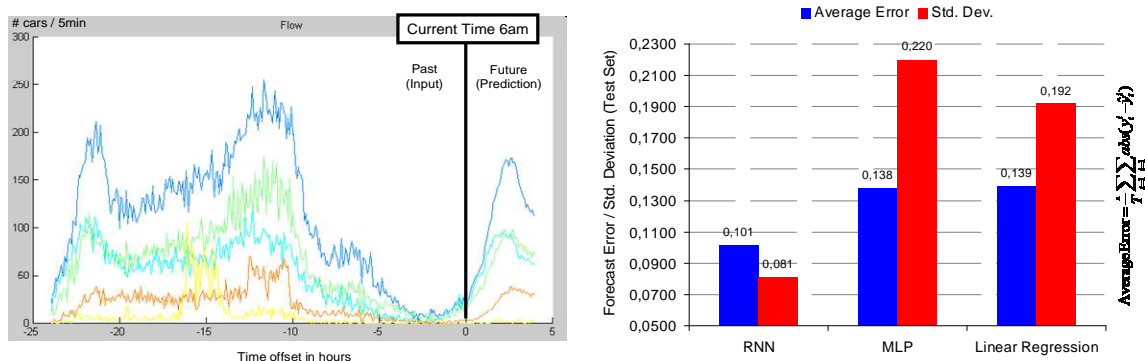 # cars / 5min
Flow
Current Time 6am
Past
(Input)
Future
(Prediction)
300
250
200
150
100
50
0
-25
-20
-15
-10
-5
0
5
Time offset in hours
Average Error
Std. Dev.
Forecast Error / Std. Deviation (Test Set)
0,2300
0,2100
0,1900
0,1700
0,1500
0,1300
0,1100
0,0900
0,0700
0,0500
0,101
0,081
0,138
0,220
0,139
0,192
RNN
MLP
Linear Regression
Average Error =